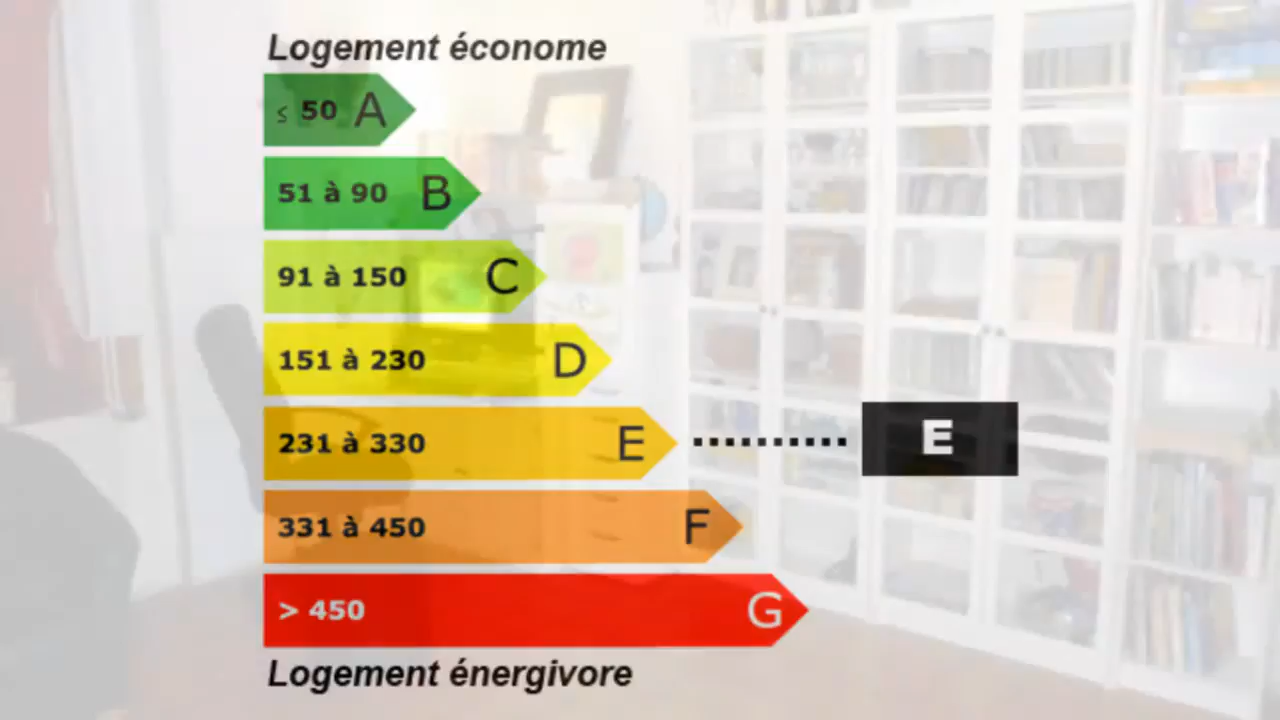 Logement économe
≤ 50 A
51 à 90 B
91 à 150 C
151 à 230 D
231 à 330 E
E
331 à 450 F
> 450 G
Logement énergivore